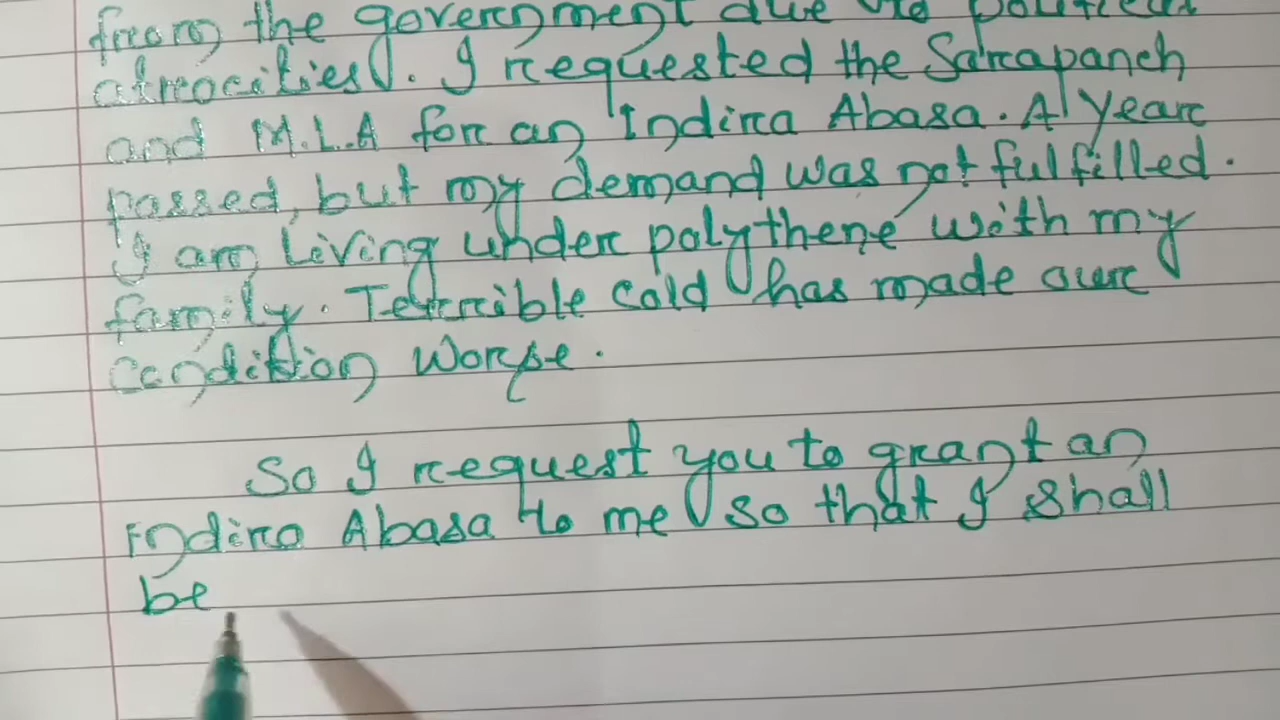 from the government due to political
atrocities. I requested the Sarapanch
and M.L.A for an Indira Abasa. A year
passed, but my demand was not fulfilled.
I am living under polythene with my
family. Terrible cold has made our
condition worse.
So I request you to grant an
Indira Abasa to me so that I shall
be